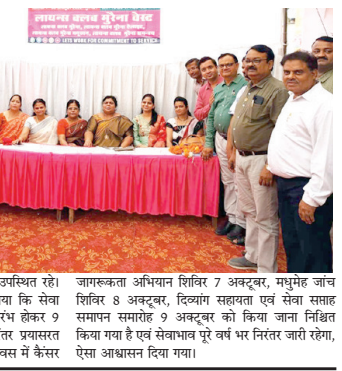 लायन्स क्लब मुरैना वेस्ट
LETS WORK FOR COMMITMENT TO SERVICE
उपस्थित रहे।
या कि सेवा
रंभ होकर 9
तर प्रयासरत
वस में कैंसर
जागरूकता अभियान शिविर 7 अक्टूबर, मधुमेह जांच
शिविर 8 अक्टूबर, दिव्यांग सहायता एवं सेवा सप्ताह
समापन समारोह 9 अक्टूबर को किया जाना निश्चित
किया गया है एवं सेवाभाव पूरे वर्ष भर निरंतर जारी रहेगा,
ऐसा आश्वासन दिया गया।